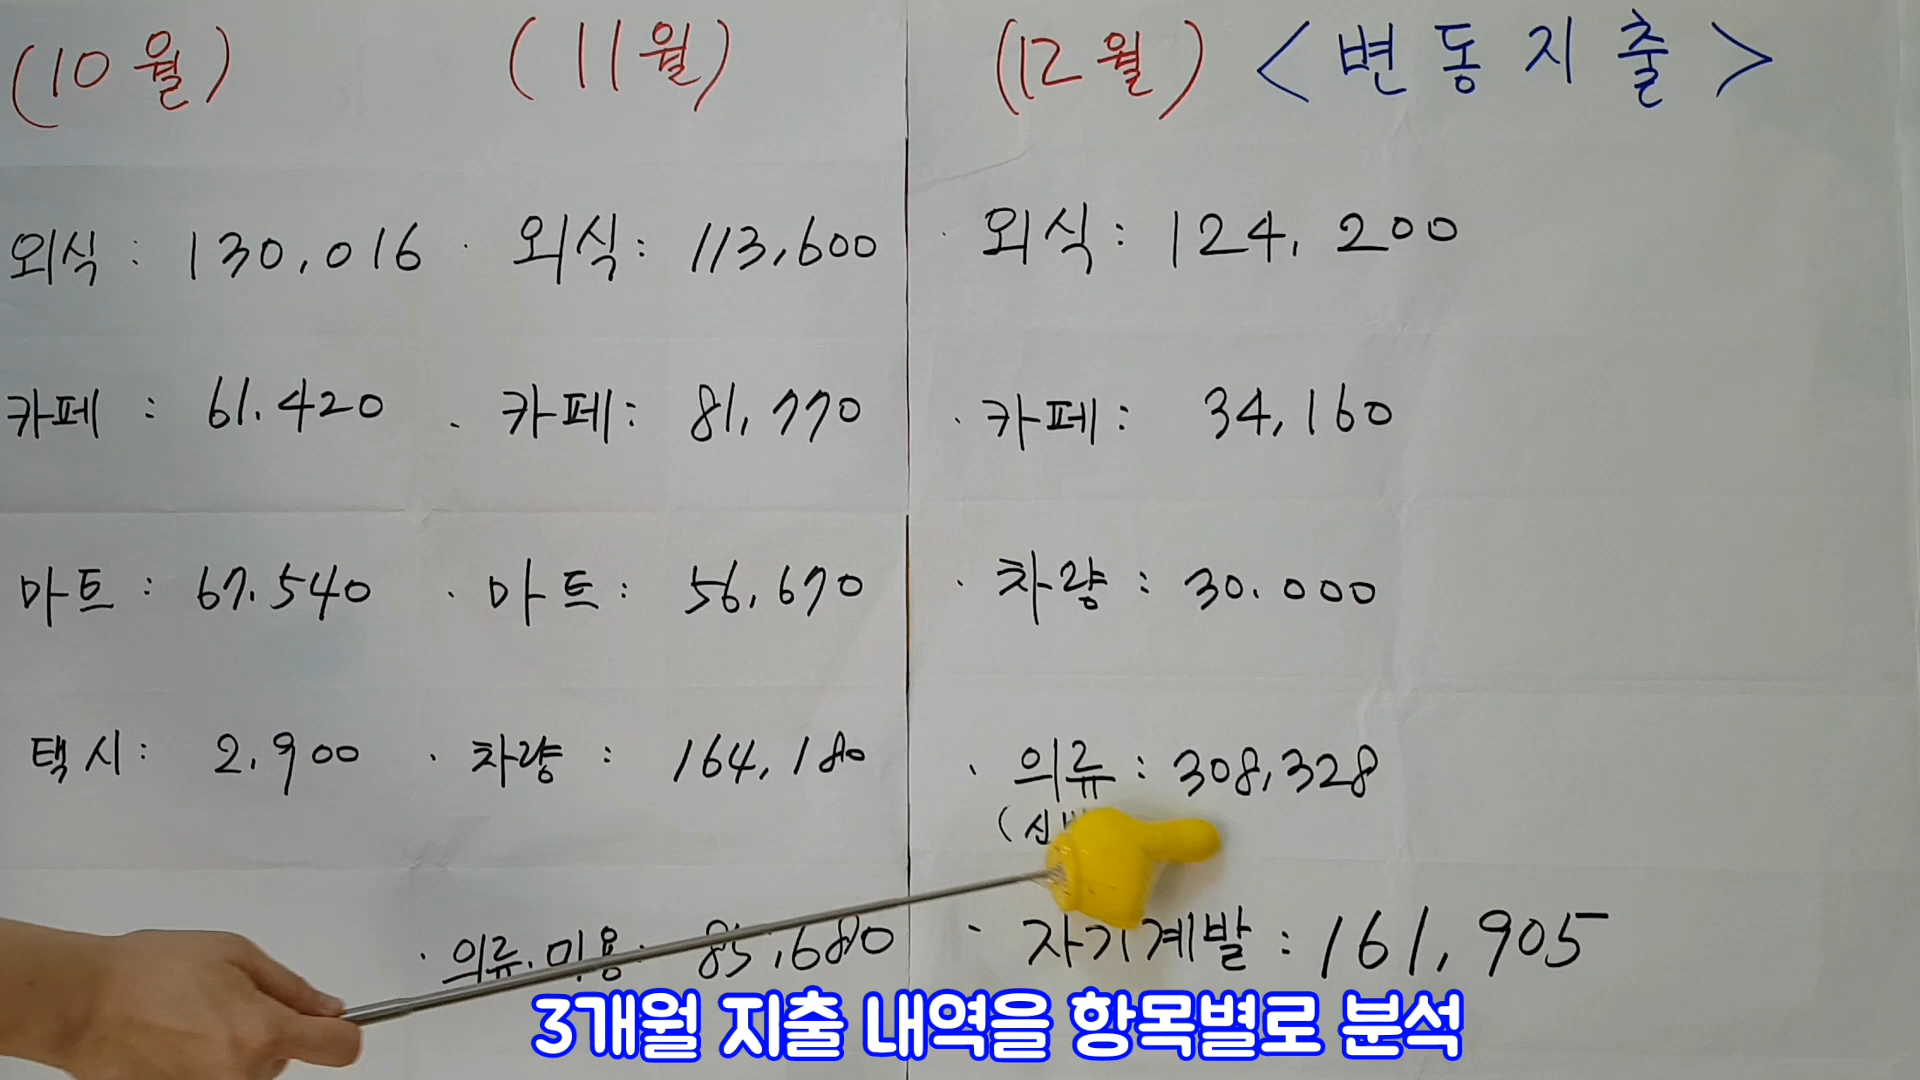 (10월) (11월) (12월) <변동지출>
외식 : 130,016 · 외식 : 113,600 · 외식 : 124,200
카페 : 61.420 · 카페 : 81,770 · 카페 : 34,160
마트 : 67.540 · 마트 : 56,670 · 차량 : 30.000
택시 : 2.900 · 차량 : 164,180 · 의류 : 308,328
(신
· 의류.미용 : 85,680 · 자기계발 : 161,905
3개월 지출 내역을 항목별로 분석